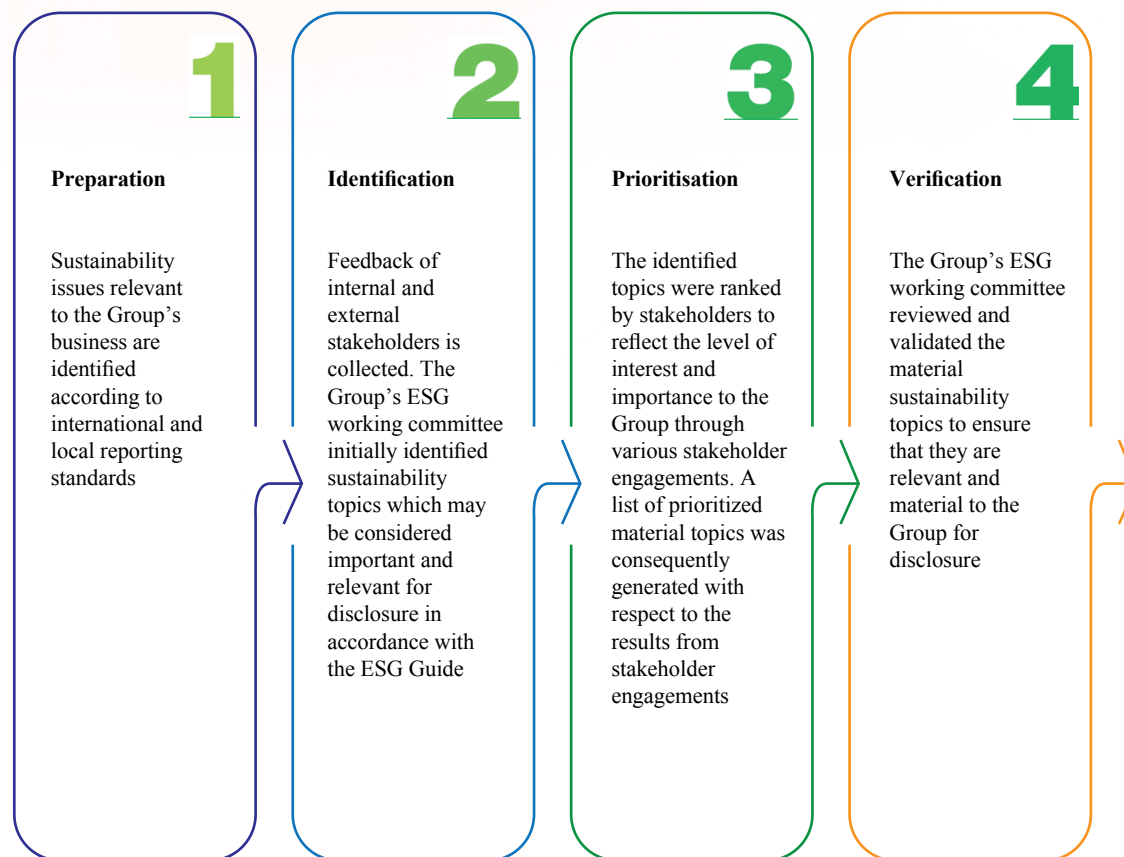 1
Preparation
Sustainability
issues relevant
to the Group's
business are
identified
according to
international and
local reporting
standards
2
Identification
Feedback of
internal and
external
stakeholders is
collected. The
Group's ESG
working committee
initially identified
sustainability
topics which may
be considered
important and
relevant for
disclosure in
accordance with
the ESG Guide
3
Prioritisation
The identified
topics were ranked
by stakeholders to
reflect the level of
interest and
importance to the
Group through
various stakeholder
engagements. A
list of prioritized
material topics was
consequently
generated with
respect to the
results from
stakeholder
engagements
4
Verification
The Group's ESG
working committee
reviewed and
validated the
material
sustainability
topics to ensure
that they are
relevant and
material to the
Group for
disclosure